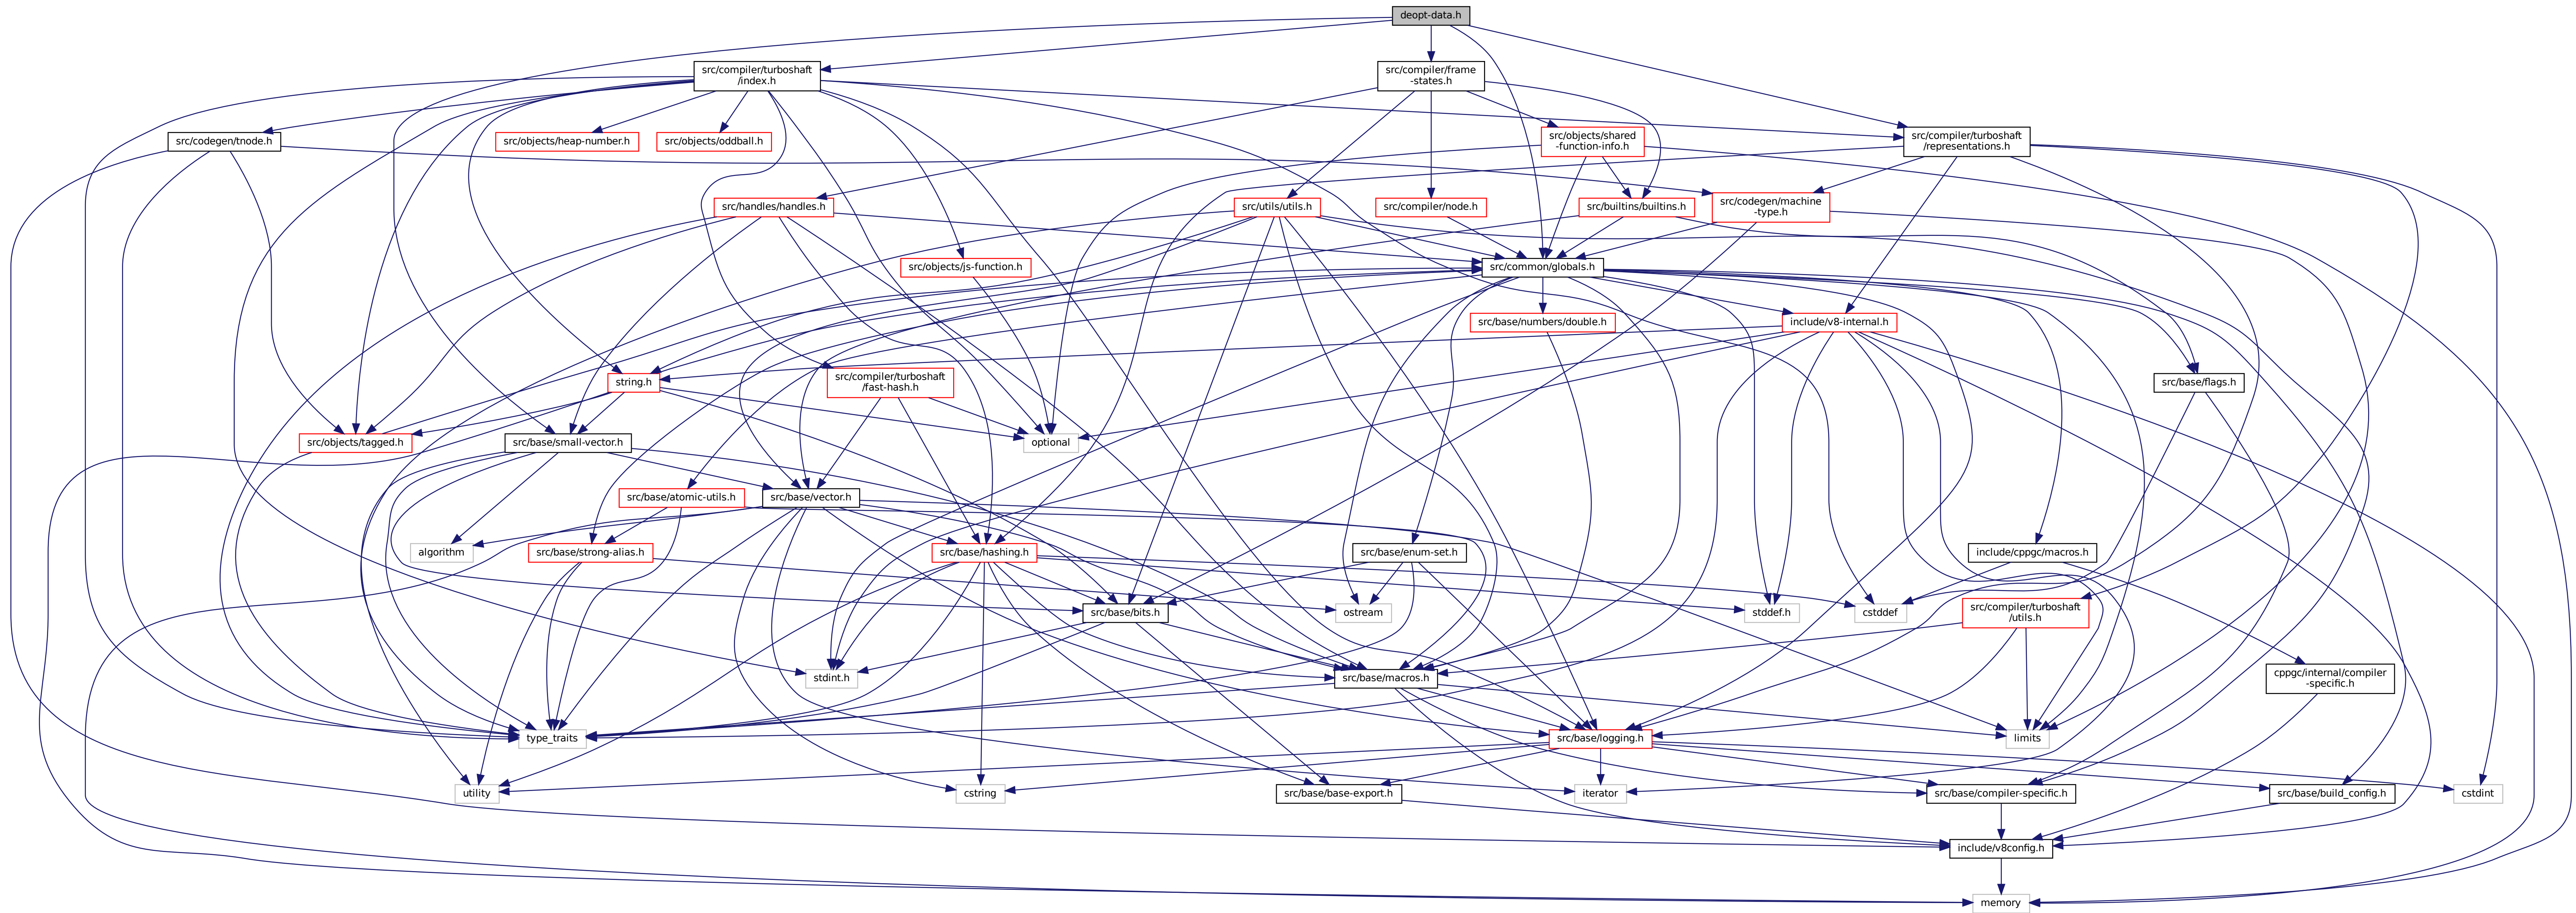 deopt-data.h
src/compiler/turboshaft
/index.h
src/compiler/frame
-states.h
src/codegen/tnode.h
src/objects/heap-number.h
src/objects/oddball.h
src/objects/shared
-function-info.h
src/compiler/turboshaft
/representations.h
src/handles/handles.h
src/utils/utils.h
src/compiler/node.h
src/builtins/builtins.h
src/codegen/machine
-type.h
src/objects/js-function.h
src/common/globals.h
src/base/numbers/double.h
include/v8-internal.h
string.h
src/compiler/turboshaft
/fast-hash.h
src/base/flags.h
src/objects/tagged.h
src/base/small-vector.h
optional
src/base/atomic-utils.h
src/base/vector.h
algorithm
src/base/strong-alias.h
src/base/hashing.h
src/base/enum-set.h
include/cppgc/macros.h
src/base/bits.h
ostream
stddef.h
cstddef
src/compiler/turboshaft
/utils.h
stdint.h
src/base/macros.h
cppgc/internal/compiler
-specific.h
type_traits
src/base/logging.h
limits
utility
cstring
src/base/base-export.h
iterator
src/base/compiler-specific.h
src/base/build_config.h
cstdint
include/v8config.h
memory